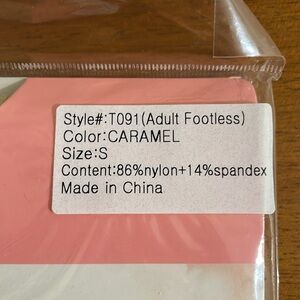 Style#:T091(Adult Footless)
Color:CARAMEL
Size:S
Content:86%nylon+14%spandex
Made in China